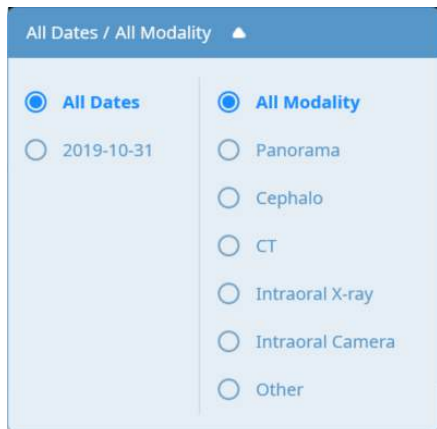 All Dates / All Modality
All Dates
2019-10-31
All Modality
Panorama
Cephalo
CT
Intraoral X-ray
Intraoral Camera
Other